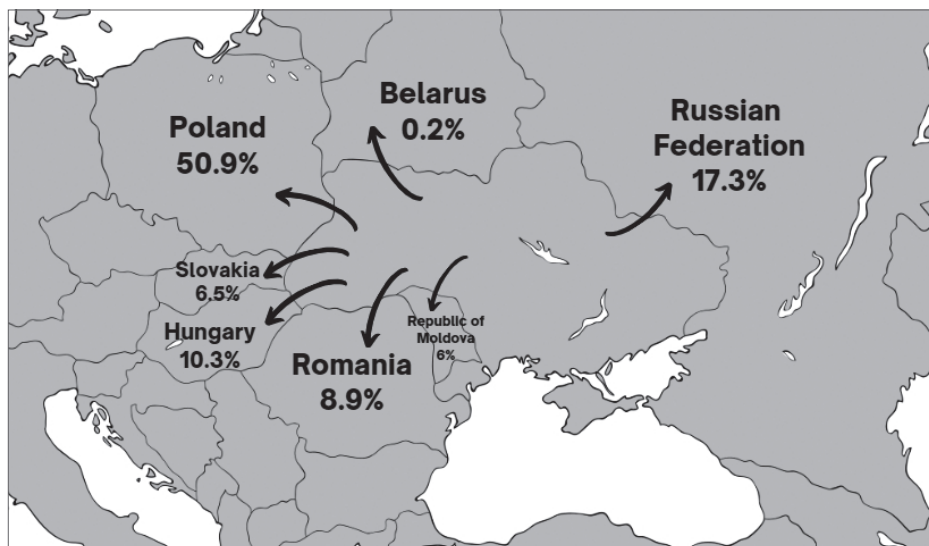 Belarus
0.2%
Poland
50.9%
Russian
Federation
17.3%
Slovakia
6.5%
Hungary
10.3%
Romania
8.9%
Republic of
Moldova
6%